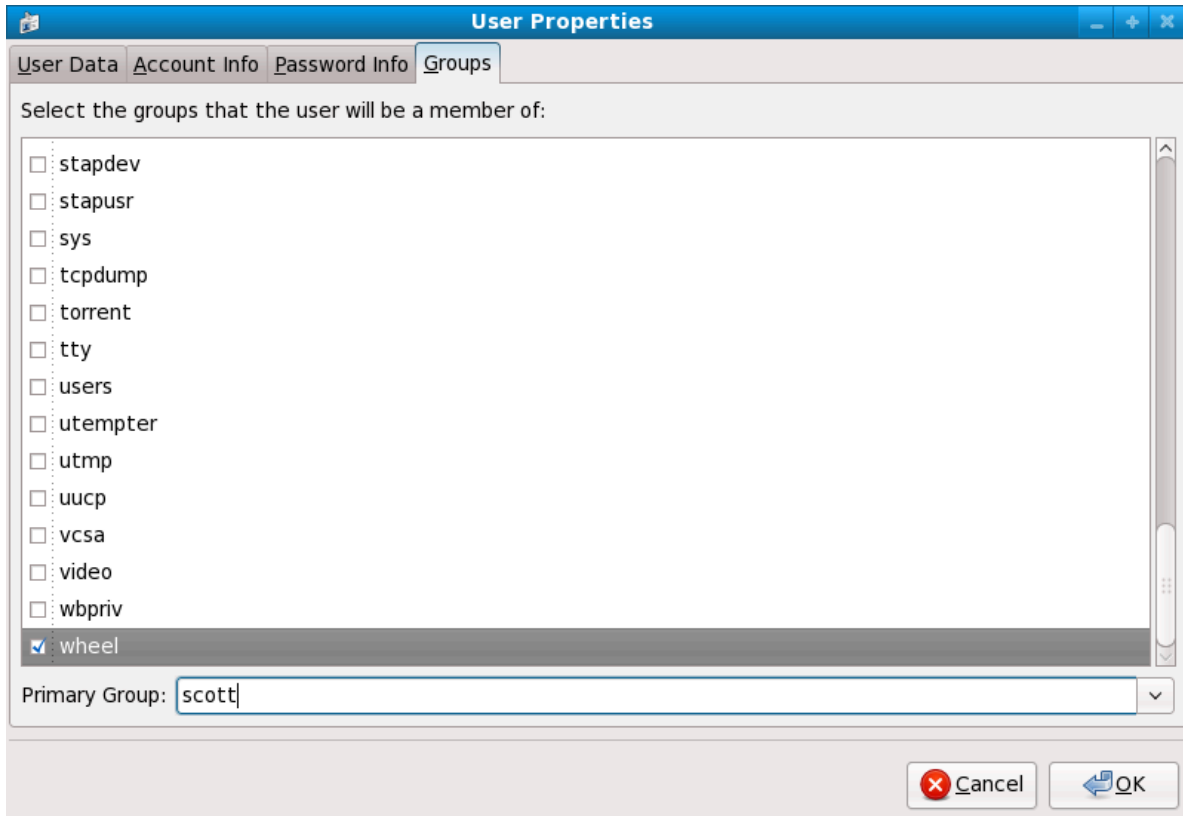 User Properties
User Data Account Info Password Info Groups
Select the groups that the user will be a member of:
stapdev
stapusr
sys
tcpdump
torrent
tty
users
utempter
utmp
uucp
vcsa
video
wbpriv
wheel
Primary Group: scott
Cancel OK